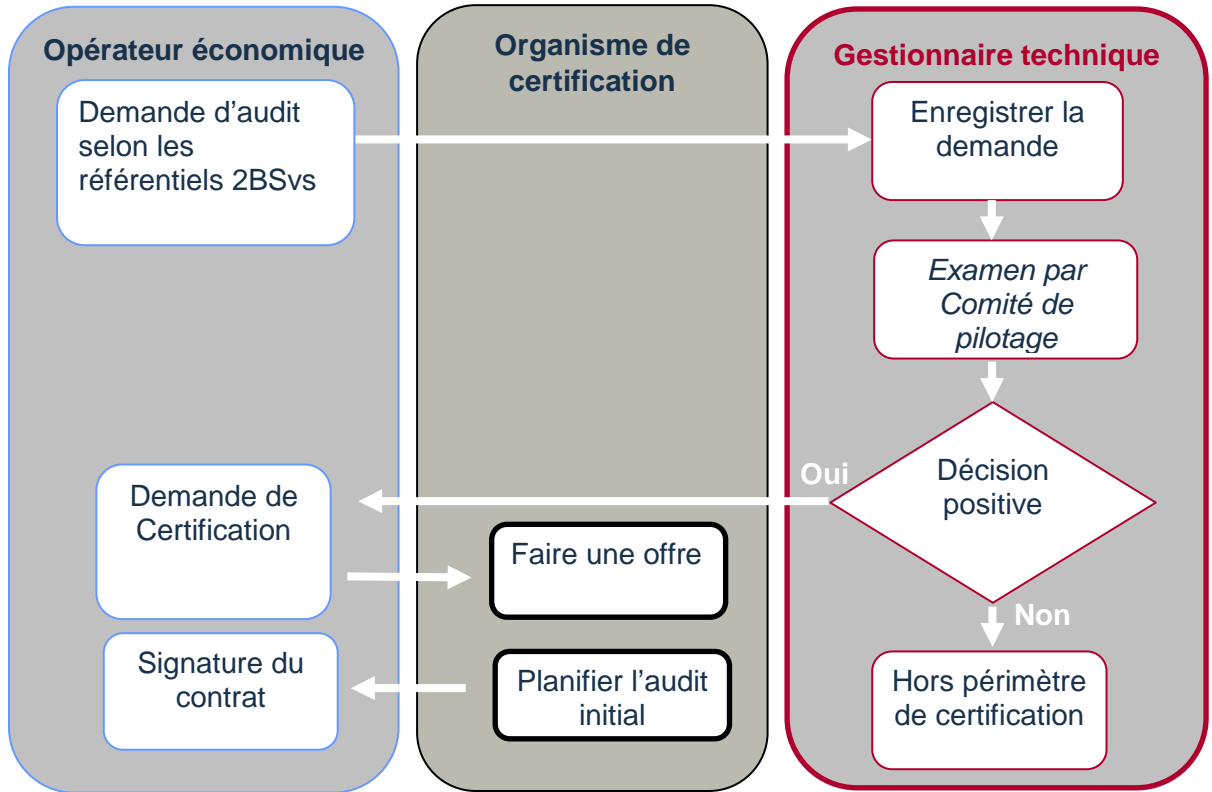 Opérateur économique
Demande d'audit
selon les
référentiels 2BSvs
Demande de
Certification
Signature du
contrat
Organisme de
certification
Faire une offre
Planifier l'audit
initial
Gestionnaire technique
Enregistrer la
demande
Examen par
Comité de
pilotage
Décision
positive
Oui
Non
Hors périmètre
de certification